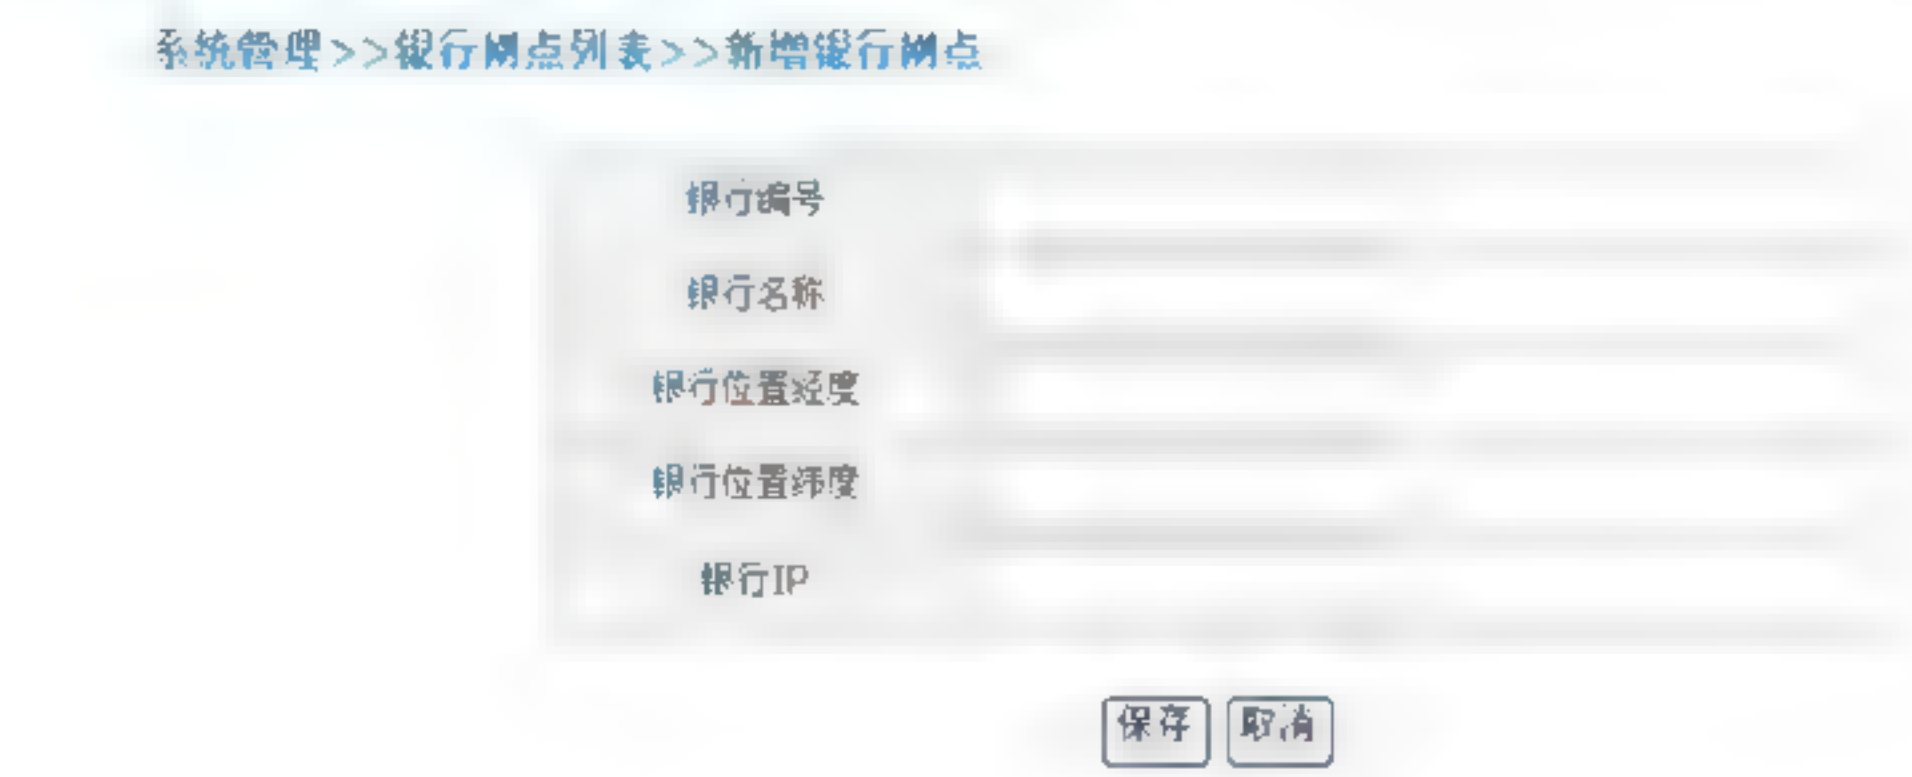 系统管理>>银行网点列表>>新增银行网点
银行编号
银行名称
银行位置经度
银行位置纬度
银行IP
保存 取消